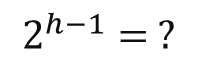 2^{h-1} = ?